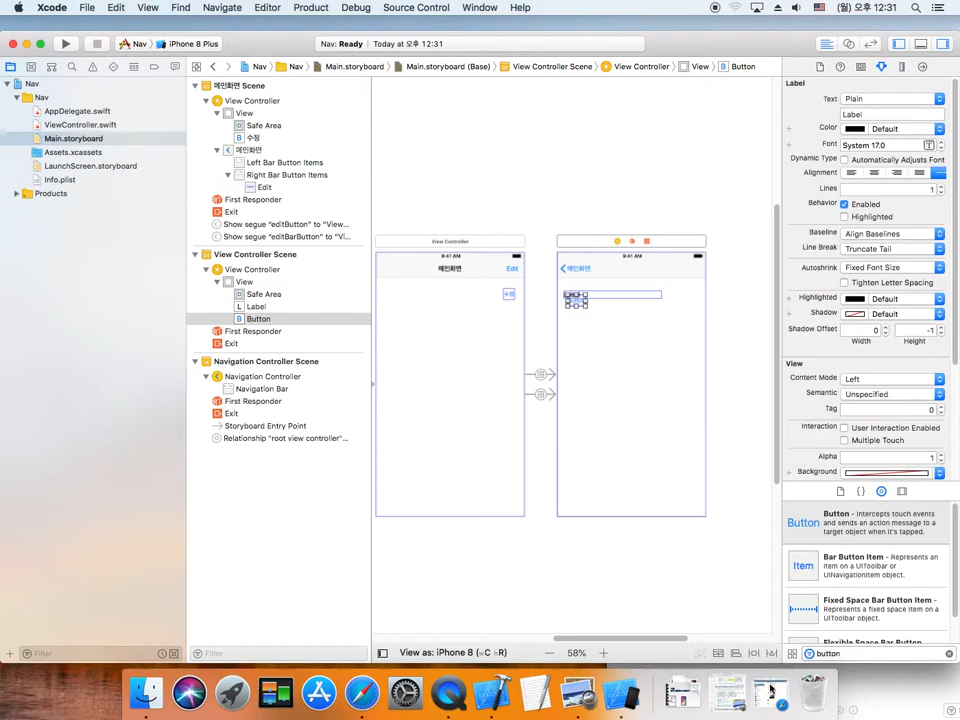 Xcode File Edit View Find Navigate Editor Product Debug Source Control Window Help (월) 오후 12:31
Nav iPhone 8 Plus Nav: Ready Today at 오후 12:31
Nav Nav Main.storyboard Main.storyboard (Base) View Controller Scene View Controller View Button
Nav
Nav
AppDelegate.swift
ViewController.swift
Main.storyboard
Assets.xcassets
LaunchScreen.storyboard
Info.plist
Products
메인화면 Scene
View Controller
View
Safe Area
수정
메인화면
Left Bar Button Items
Right Bar Button Items
Edit
First Responder
Exit
Show segue "editButton" to "View...
Show segue "editBarButton" to "Vi...
View Controller Scene
View Controller
View
Safe Area
Label
Button
First Responder
Exit
Navigation Controller Scene
Navigation Controller
Navigation Bar
First Responder
Exit
Storyboard Entry Point
Relationship "root view controller"...
View Controller
9:41 AM
메인화면 Edit
수정
9:41 AM
메인화면
View as: iPhone 8 (wC hR) 58%
Label
Text Plain
Label
Color Default
Font System 17.0
Dynamic Type Automatically Adjusts Font
Alignment
Lines 1
Behavior Enabled
Highlighted
Baseline Align Baselines
Line Break Truncate Tail
Autoshrink Fixed Font Size
Tighten Letter Spacing
Highlighted Default
Shadow Default
Shadow Offset 0 -1
Width Height
View
Content Mode Left
Semantic Unspecified
Tag 0
Interaction User Interaction Enabled
Multiple Touch
Alpha 1
Background
Button Button - Intercepts touch events
and sends an action message to a
target object when it's tapped.
Item Bar Button Item - Represents an
item on a UIToolbar or
UINavigationItem object.
Fixed Space Bar Button Item -
Represents a fixed space item on a
UIToolbar object.
Flexible Space Bar Button
Filter Filter button